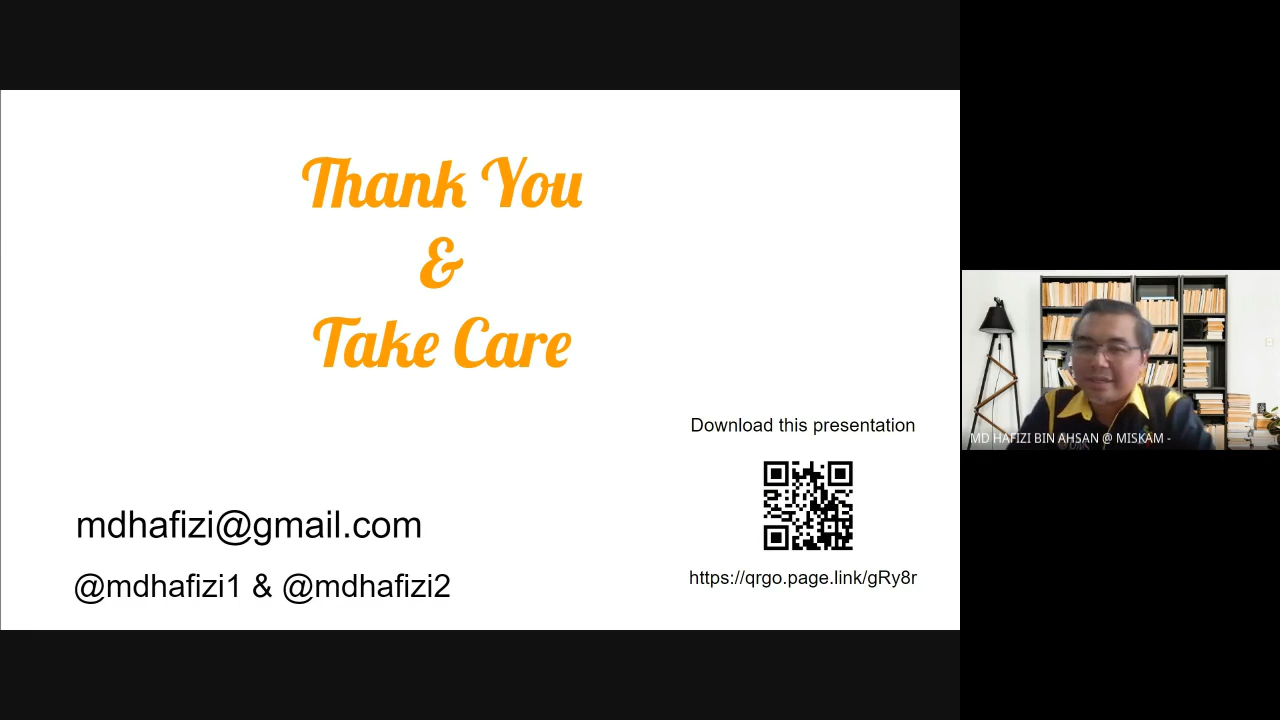 Thank You
&
Take Care
Download this presentation
mdhafizi@gmail.com
@mdhafizi1 & @mdhafizi2
https://qrgo.page.link/gRy8r
MD HAFIZI BIN AHSAN @ MISKAM -